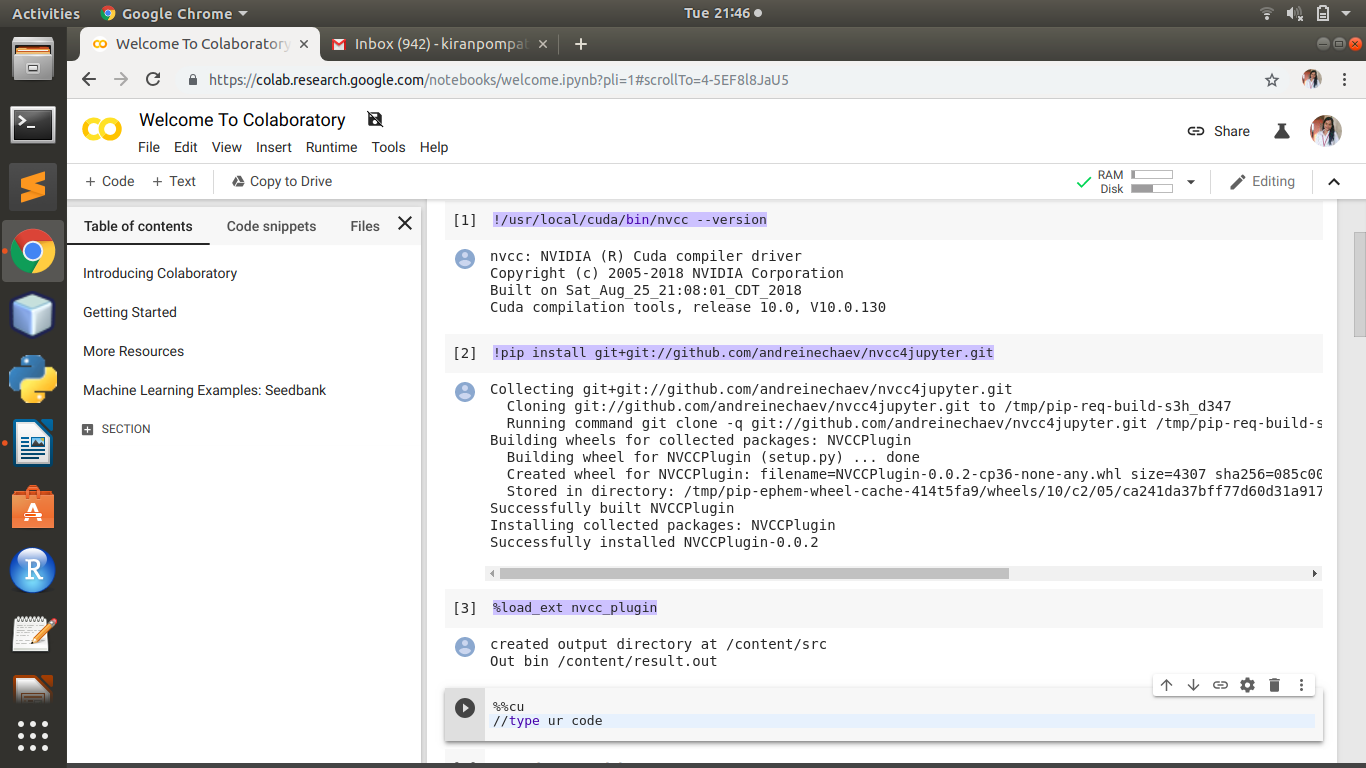 Activities Google Chrome Tue 21:46
Welcome To Colaboratory Inbox (942) - kiranpompa
https://colab.research.google.com/notebooks/welcome.ipynb?pli=1#scrollTo=4-5EF8l8JaU5
Welcome To Colaboratory
Share
File Edit View Insert Runtime Tools Help
+ Code + Text Copy to Drive RAM Disk Editing
Table of contents Code snippets Files
Introducing Colaboratory
Getting Started
More Resources
Machine Learning Examples: Seedbank
SECTION
[1] !/usr/local/cuda/bin/nvcc --version
nvcc: NVIDIA (R) Cuda compiler driver
Copyright (c) 2005-2018 NVIDIA Corporation
Built on Sat_Aug_25_21:08:01_CDT_2018
Cuda compilation tools, release 10.0, V10.0.130
[2] !pip install git+git://github.com/andreinechaev/nvcc4jupyter.git
Collecting git+git://github.com/andreinechaev/nvcc4jupyter.git
Cloning git://github.com/andreinechaev/nvcc4jupyter.git to /tmp/pip-req-build-s3h_d347
Running command git clone -q git://github.com/andreinechaev/nvcc4jupyter.git /tmp/pip-req-build-s
Building wheels for collected packages: NVCCPlugin
Building wheel for NVCCPlugin (setup.py) ... done
Created wheel for NVCCPlugin: filename=NVCCPlugin-0.0.2-cp36-none-any.whl size=4307 sha256=085c00
Stored in directory: /tmp/pip-ephem-wheel-cache-414t5fa9/wheels/10/c2/05/ca241da37bff77d60d31a917
Successfully built NVCCPlugin
Installing collected packages: NVCCPlugin
Successfully installed NVCCPlugin-0.0.2
[3] %load_ext nvcc_plugin
created output directory at /content/src
Out bin /content/result.out
%%cu
//type ur code